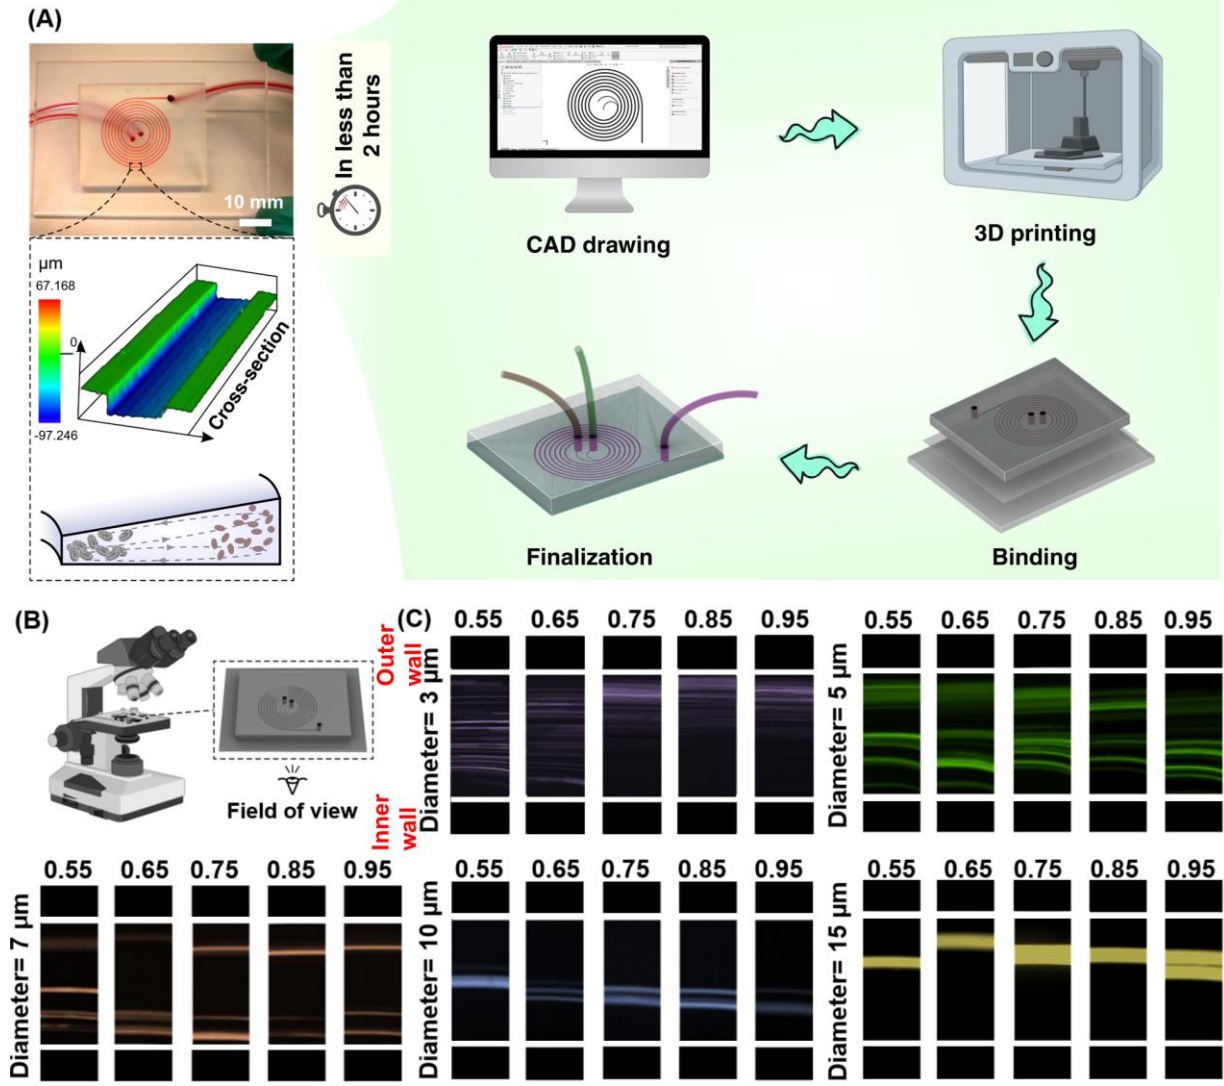 (A)
10 mm
In less than
2 hours
CAD drawing
3D printing
µm
67.168
0
-97.246
Cross-section
Finalization
Binding
(B)
Field of view
(C)
Outer
wall
Inner
wall
Diameter= 3 µm
0.55 0.65 0.75 0.85 0.95
Diameter= 5 µm
0.55 0.65 0.75 0.85 0.95
Diameter= 7 µm
0.55 0.65 0.75 0.85 0.95
Diameter= 10 µm
0.55 0.65 0.75 0.85 0.95
Diameter= 15 µm
0.55 0.65 0.75 0.85 0.95